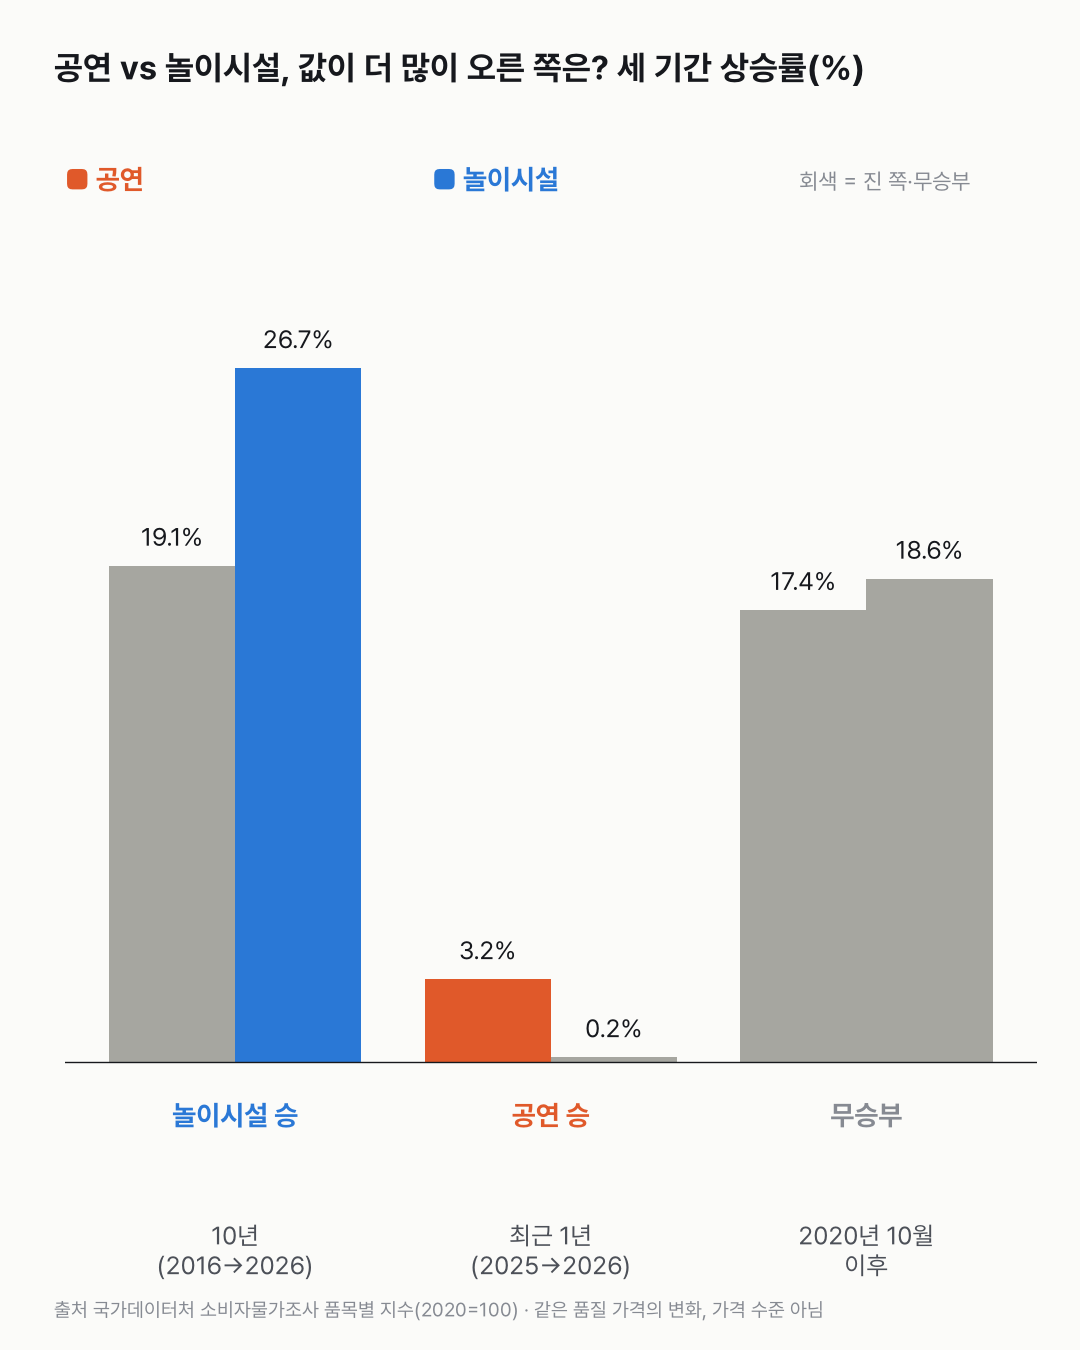 공연 vs 놀이시설, 값이 더 많이 오른 쪽은? 세 기간 상승률(%)
공연
놀이시설
회색 = 진 쪽·무승부
26.7%
19.1%
18.6%
17.4%
3.2%
0.2%
놀이시설 승
공연 승
무승부
10년
(2016→2026)
최근 1년
(2025→2026)
2020년 10월
이후
출처 국가데이터처 소비자물가조사 품목별 지수(2020=100) · 같은 품질 가격의 변화, 가격 수준 아님